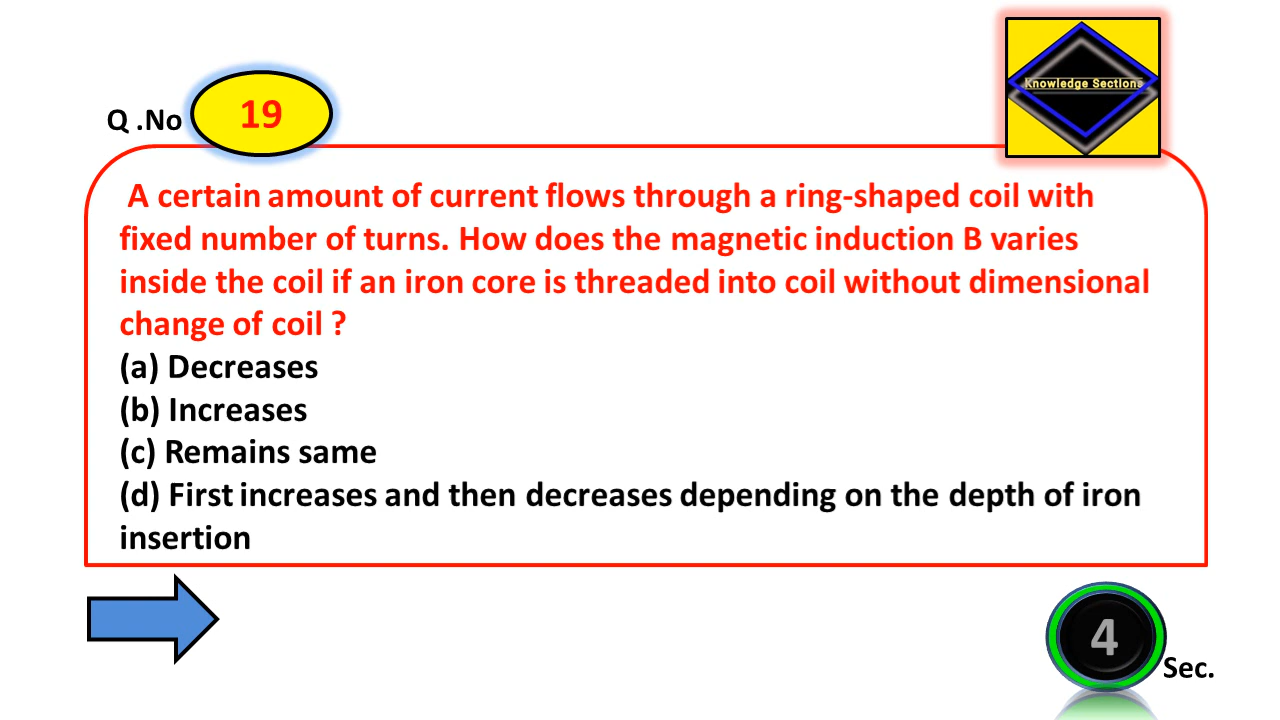 Q .No 19
Knowledge Sections
A certain amount of current flows through a ring-shaped coil with
fixed number of turns. How does the magnetic induction B varies
inside the coil if an iron core is threaded into coil without dimensional
change of coil ?
(a) Decreases
(b) Increases
(c) Remains same
(d) First increases and then decreases depending on the depth of iron
insertion
4 Sec.